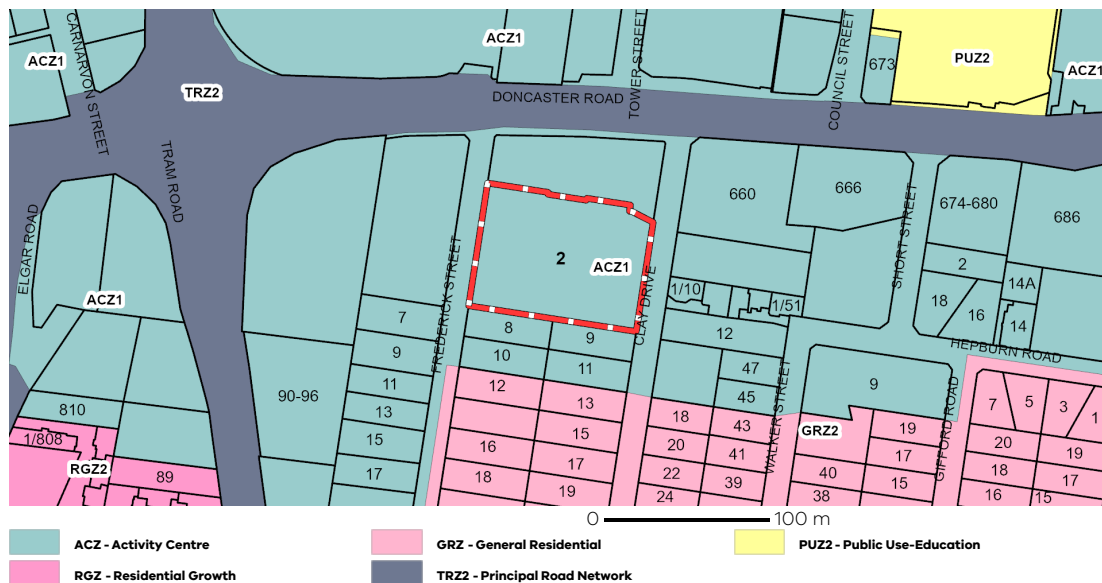 CARNARVON STREET
ACZ1
TRZ2
ACZ1
TOWER STREET
DONCASTER ROAD
COUNCIL STREET
673
PUZ2
ACZ1
TRAM ROAD
ELGAR ROAD
ACZ1
810
1/808
RGZ2
89
90-96
7
9
11
13
15
17
FREDERICK STREET
2
ACZ1
CLAY DRIVE
8
9
10
11
12
13
15
16
17
18
19
660
666
1/10
1/51
12
47
45
18
43
20
41
22
39
24
WALKER STREET
GRZ2
SHORT STREET
674-680
686
2
14A
18
16
14
HEPBURN ROAD
9
19
17
40
15
38
GIFFORD ROAD
7
5
3
1
20
19
18
17
16
15
0 100 m
ACZ - Activity Centre
GRZ - General Residential
PUZ2 - Public Use-Education
RGZ - Residential Growth
TRZ2 - Principal Road Network